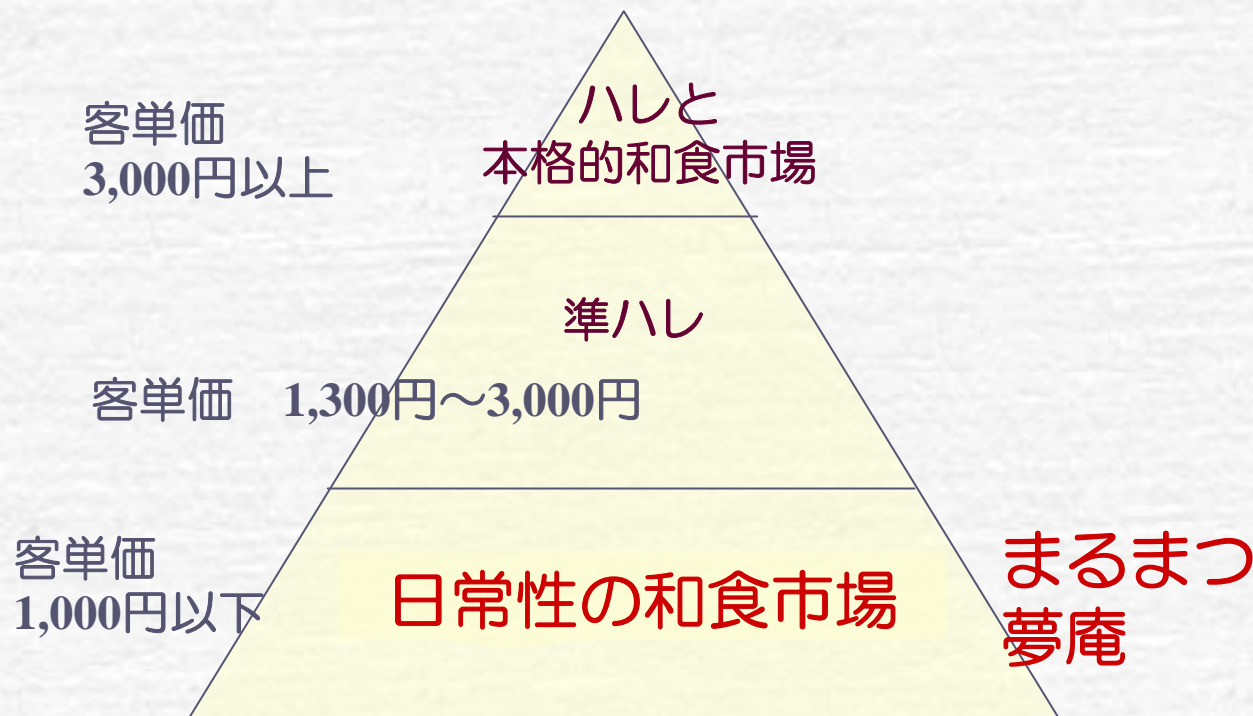 ハレと
本格的和食市場
客単価
3,000円以上
準ハレ
客単価　1,300円～3,000円
客単価
1,000円以下
日常性の和食市場
まるまつ
夢庵